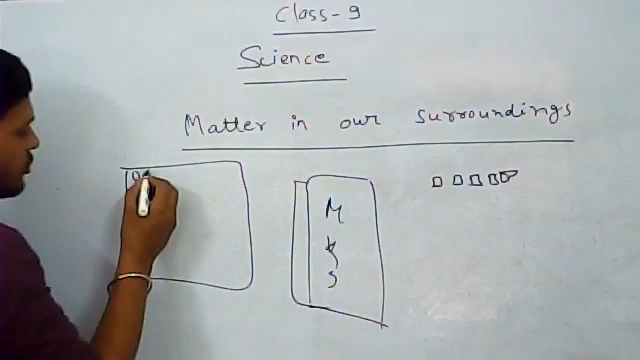 Class-9
Science
Matter in our surroundings
M